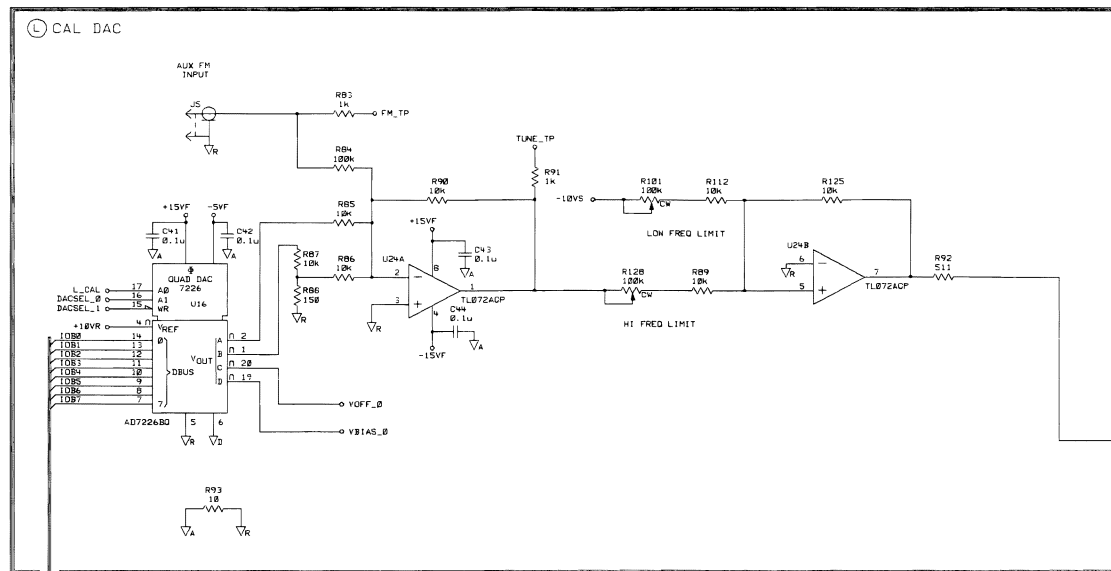 L CAL DAC
AUX FM
INPUT
J5
R83
1k
FM_TP
R
R84
100k
TUNE_TP
R91
1k
R90
10k
-10VS
R101
100k
CW
R112
10k
R125
10k
LOW FREQ LIMIT
+15VF
-5VF
C41
0.1u
C42
0.1u
A
A
R85
10k
R87
10k
R86
10k
R88
150
R
+15VF
C43
0.1u
A
U24A
2
3
8
1
4
TL072ACP
R
C44
0.1u
A
-15VF
R128
100k
CW
R89
10k
HI FREQ LIMIT
U24B
6
5
7
TL072ACP
R
R92
511
QUAD DAC
7226
U16
L_CAL 17 A0
DACSEL_0 16 A1
DACSEL_1 15 WR
+10VR 4 VREF
IOB0 14 0
IOB1 13
IOB2 12
IOB3 11
IOB4 10
IOB5 9
IOB6 8
IOB7 7 7
DBUS
VOUT
A 2
B 1
C 20
D 19
VOFF_0
VBIAS_0
AD7226BQ
5
6
R
D
R93
10
A
R